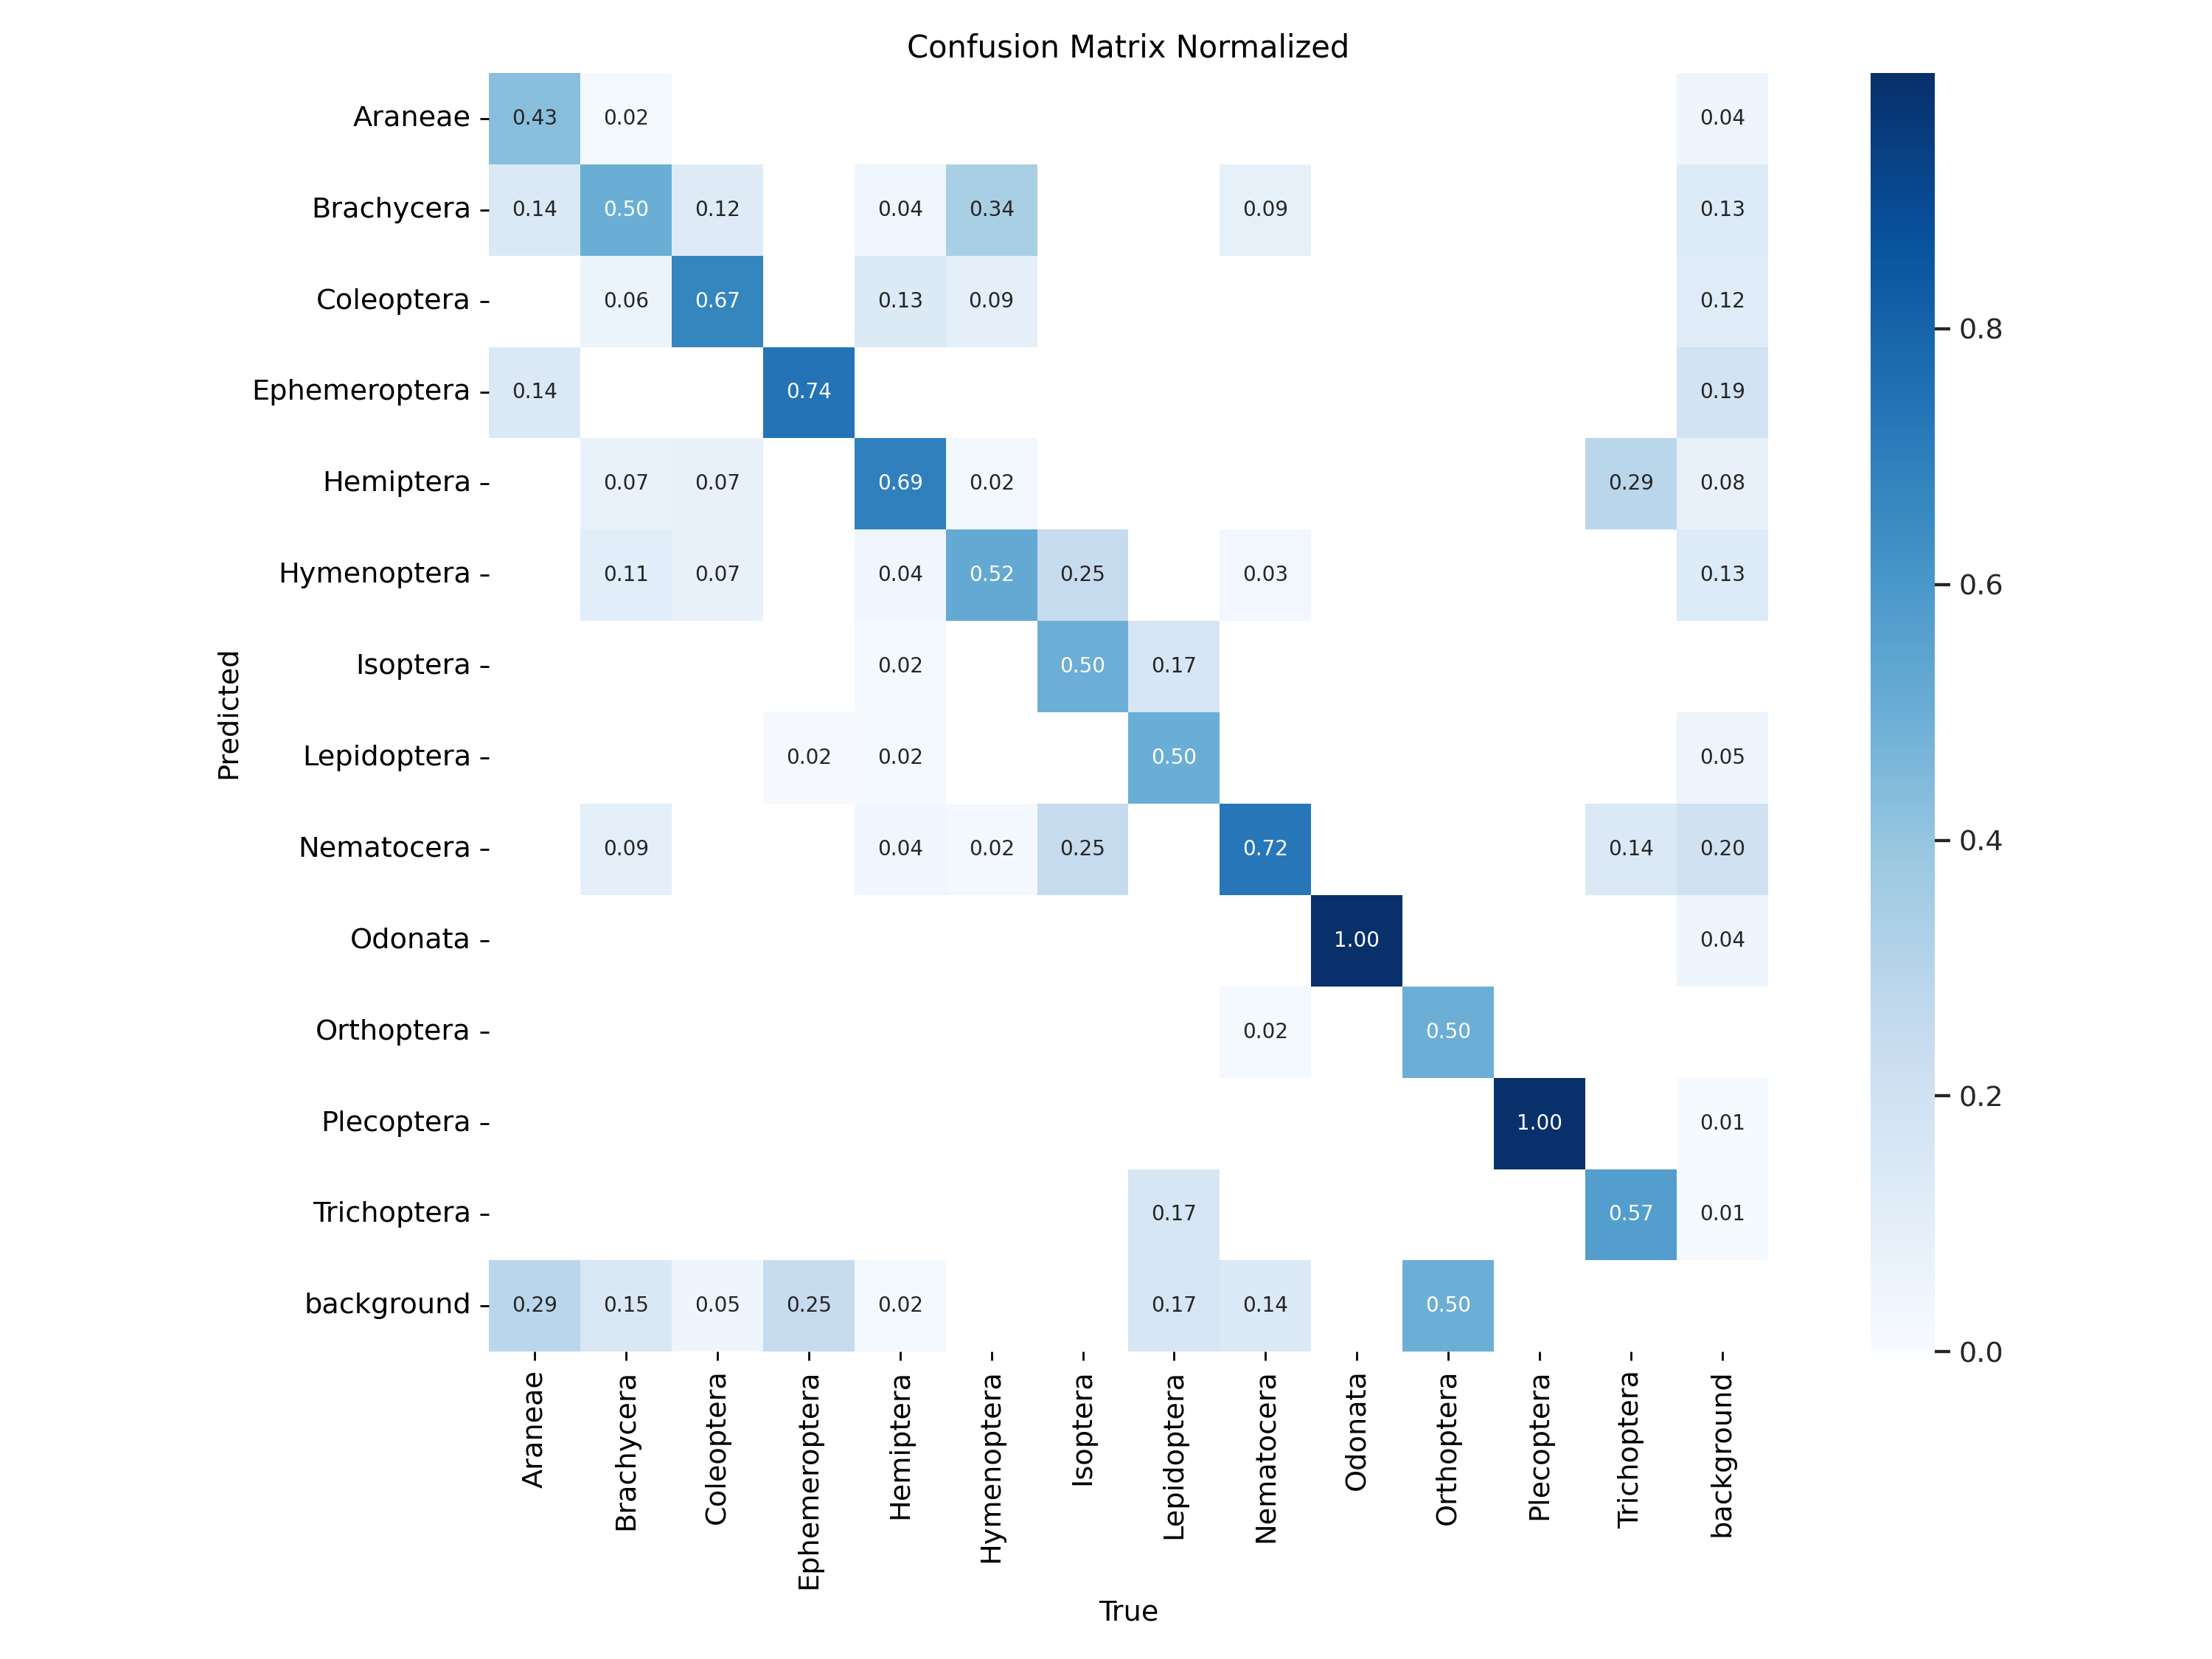 Confusion Matrix Normalized
Araneae 0.43 0.02 0.04
Brachycera 0.14 0.50 0.12 0.04 0.34 0.09 0.13
Coleoptera 0.06 0.67 0.13 0.09 0.12
0.8
Ephemeroptera 0.14 0.74 0.19
Hemiptera 0.07 0.07 0.69 0.02 0.29 0.08
Hymenoptera 0.11 0.07 0.04 0.52 0.25 0.03 0.13
0.6
Isoptera 0.02 0.50 0.17
Predicted
Lepidoptera 0.02 0.02 0.50 0.05
Nematocera 0.09 0.04 0.02 0.25 0.72 0.14 0.20
0.4
Odonata 1.00 0.04
Orthoptera 0.02 0.50
0.2
Plecoptera 1.00 0.01
Trichoptera 0.17 0.57 0.01
background 0.29 0.15 0.05 0.25 0.02 0.17 0.14 0.50
0.0
Araneae
Brachycera
Coleoptera
Ephemeroptera
Hemiptera
Hymenoptera
Isoptera
Lepidoptera
Nematocera
Odonata
Orthoptera
Plecoptera
Trichoptera
background
True